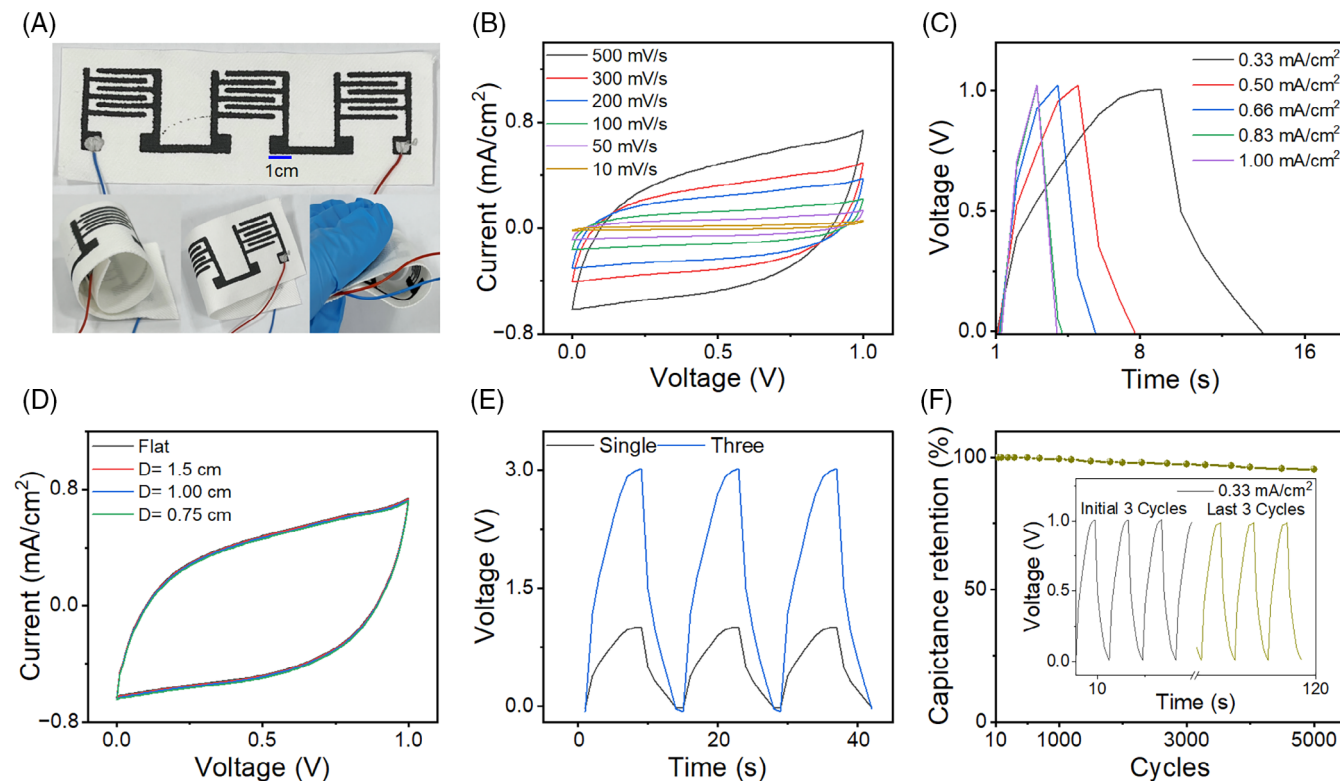 (A)
1cm
(B)
500 mV/s
300 mV/s
200 mV/s
100 mV/s
50 mV/s
10 mV/s
Current (mA/cm²)
0.8
0.0
−0.8
0.0
0.5
1.0
Voltage (V)
(C)
0.33 mA/cm²
0.50 mA/cm²
0.66 mA/cm²
0.83 mA/cm²
1.00 mA/cm²
Voltage (V)
1.0
0.5
0.0
1
8
16
Time (s)
(D)
Flat
D= 1.5 cm
D= 1.00 cm
D= 0.75 cm
Current (mA/cm²)
0.8
0.0
−0.8
0.0
0.5
1.0
Voltage (V)
(E)
Single
Three
Voltage (V)
3.0
1.5
0.0
0
20
40
Time (s)
(F)
Capictance retention (%)
100
50
0
0.33 mA/cm²
Initial 3 Cycles
Last 3 Cycles
Voltage (V)
1.0
0.5
0.0
10
120
Time (s)
10
1000
3000
5000
Cycles